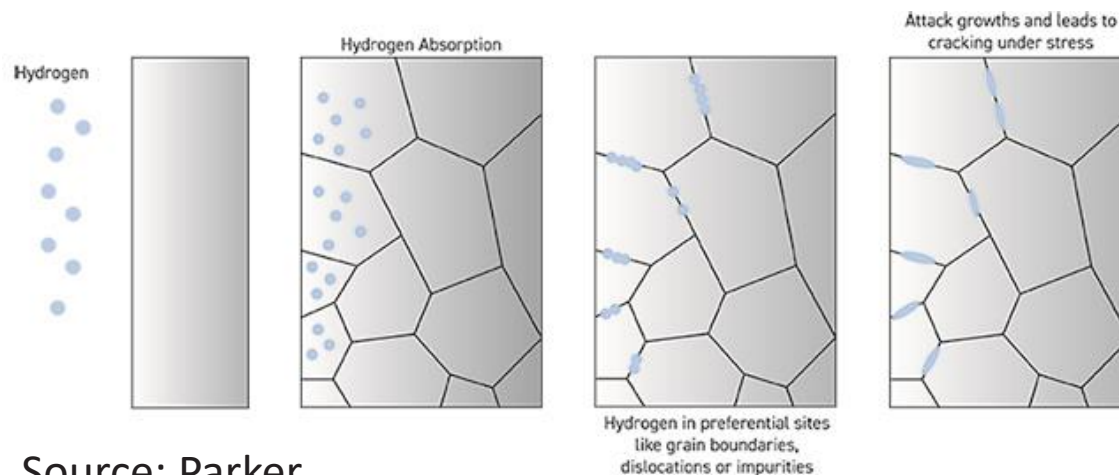 Hydrogen
Hydrogen Absorption
Hydrogen in preferential sites
like grain boundaries,
dislocations or impurities
Attack growths and leads to
cracking under stress
Source: Parker